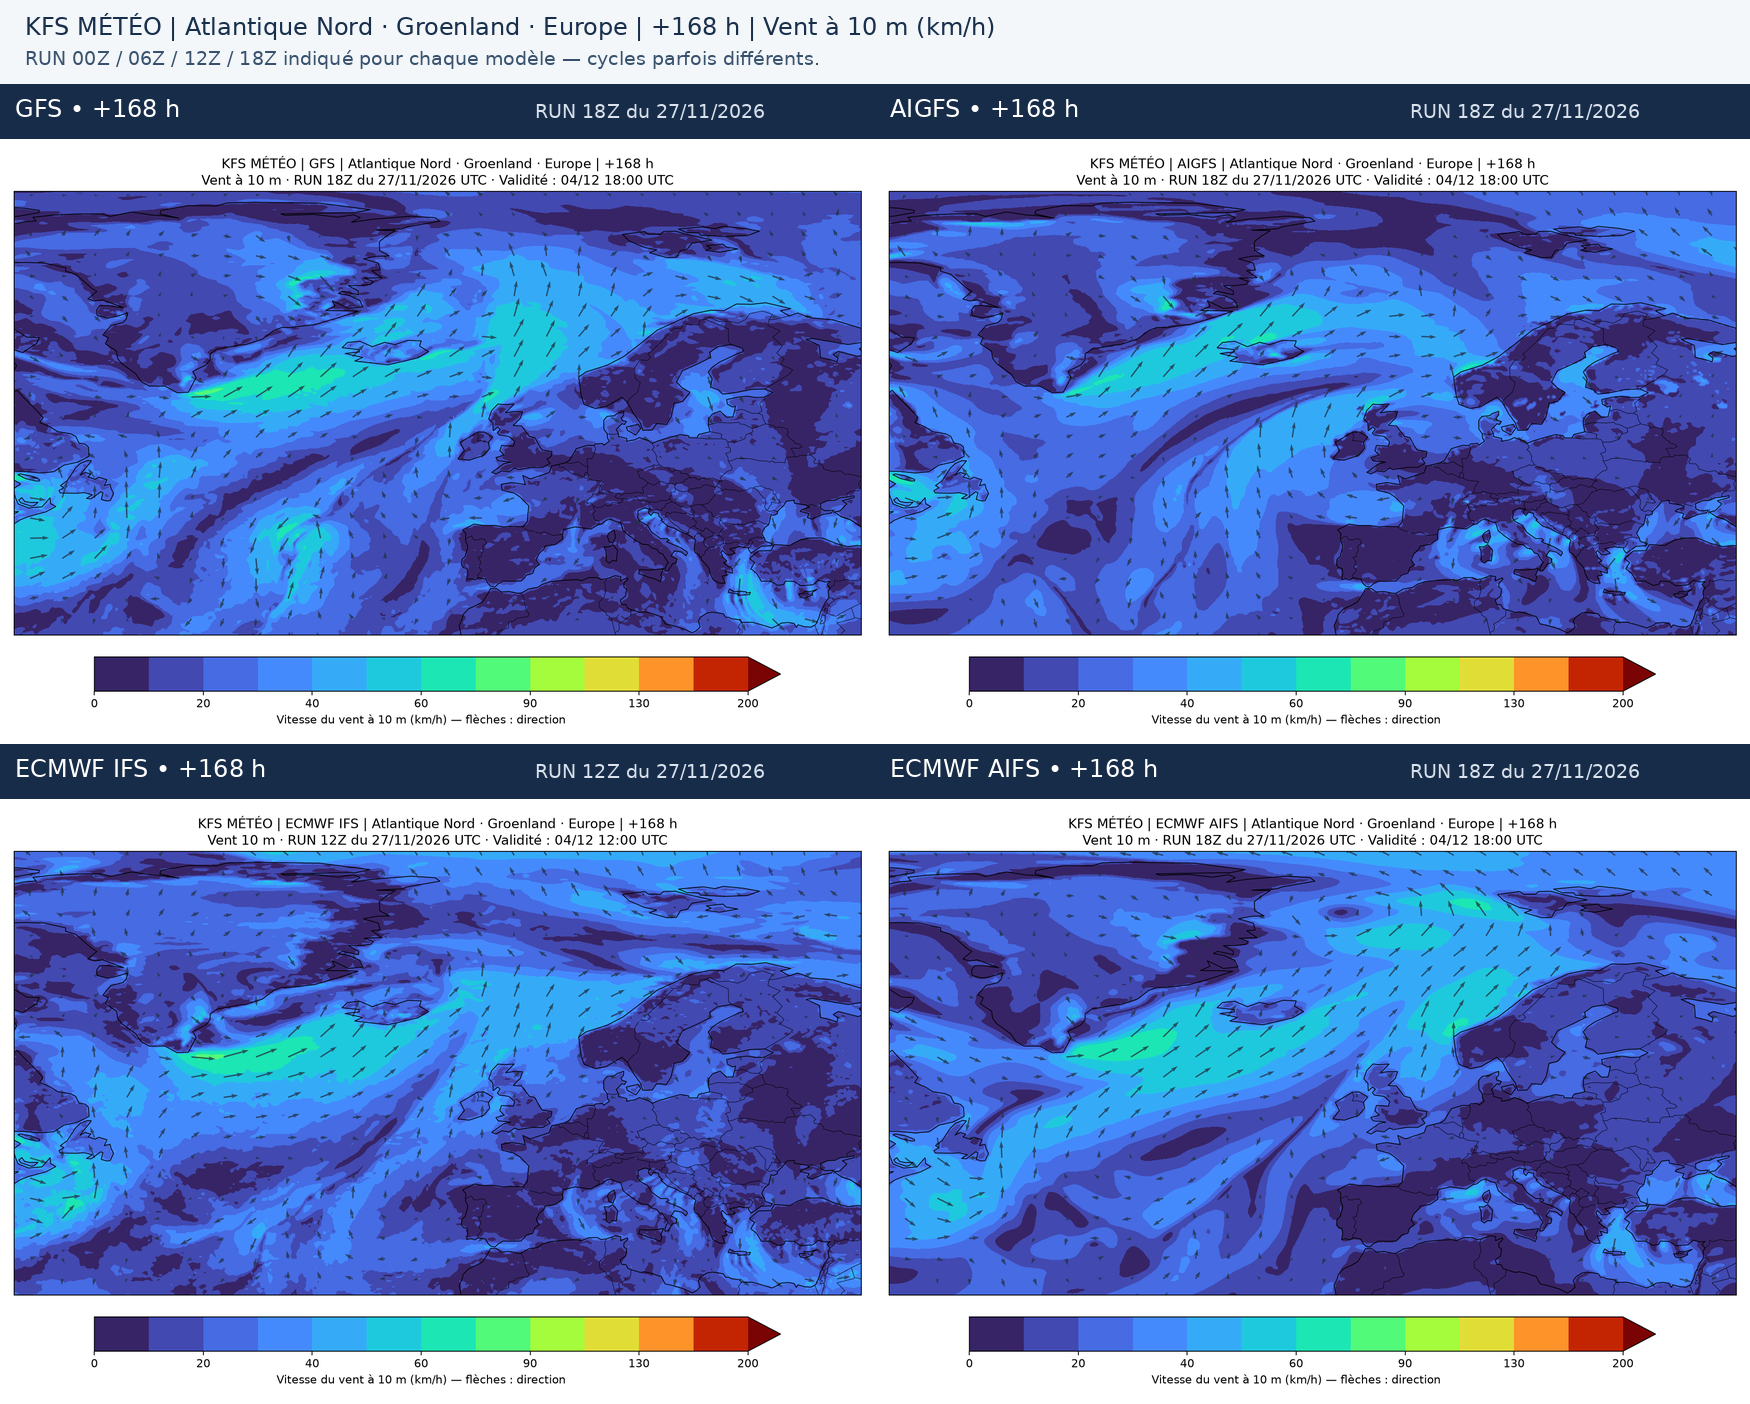 KFS MÉTÉO | Atlantique Nord · Groenland · Europe | +168 h | Vent à 10 m (km/h)
RUN 00Z / 06Z / 12Z / 18Z indiqué pour chaque modèle — cycles parfois différents.
GFS • +168 h
RUN 18Z du 27/11/2026
KFS MÉTÉO | GFS | Atlantique Nord · Groenland · Europe | +168 h
Vent à 10 m · RUN 18Z du 27/11/2026 UTC · Validité : 04/12 18:00 UTC
0 20 40 60 90 130 200
Vitesse du vent à 10 m (km/h) — flèches : direction
AIGFS • +168 h
RUN 18Z du 27/11/2026
KFS MÉTÉO | AIGFS | Atlantique Nord · Groenland · Europe | +168 h
Vent à 10 m · RUN 18Z du 27/11/2026 UTC · Validité : 04/12 18:00 UTC
0 20 40 60 90 130 200
Vitesse du vent à 10 m (km/h) — flèches : direction
ECMWF IFS • +168 h
RUN 12Z du 27/11/2026
KFS MÉTÉO | ECMWF IFS | Atlantique Nord · Groenland · Europe | +168 h
Vent 10 m · RUN 12Z du 27/11/2026 UTC · Validité : 04/12 12:00 UTC
0 20 40 60 90 130 200
Vitesse du vent à 10 m (km/h) — flèches : direction
ECMWF AIFS • +168 h
RUN 18Z du 27/11/2026
KFS MÉTÉO | ECMWF AIFS | Atlantique Nord · Groenland · Europe | +168 h
Vent 10 m · RUN 18Z du 27/11/2026 UTC · Validité : 04/12 18:00 UTC
0 20 40 60 90 130 200
Vitesse du vent à 10 m (km/h) — flèches : direction